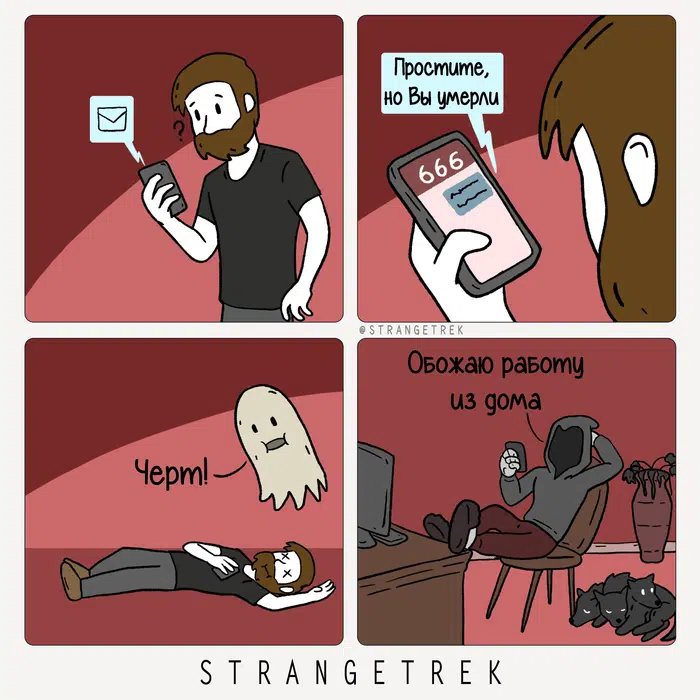 ?
Простите,
но Вы умерли
666
@STRANGETREK
Черт!
Обожаю работу
из дома
STRANGETREK